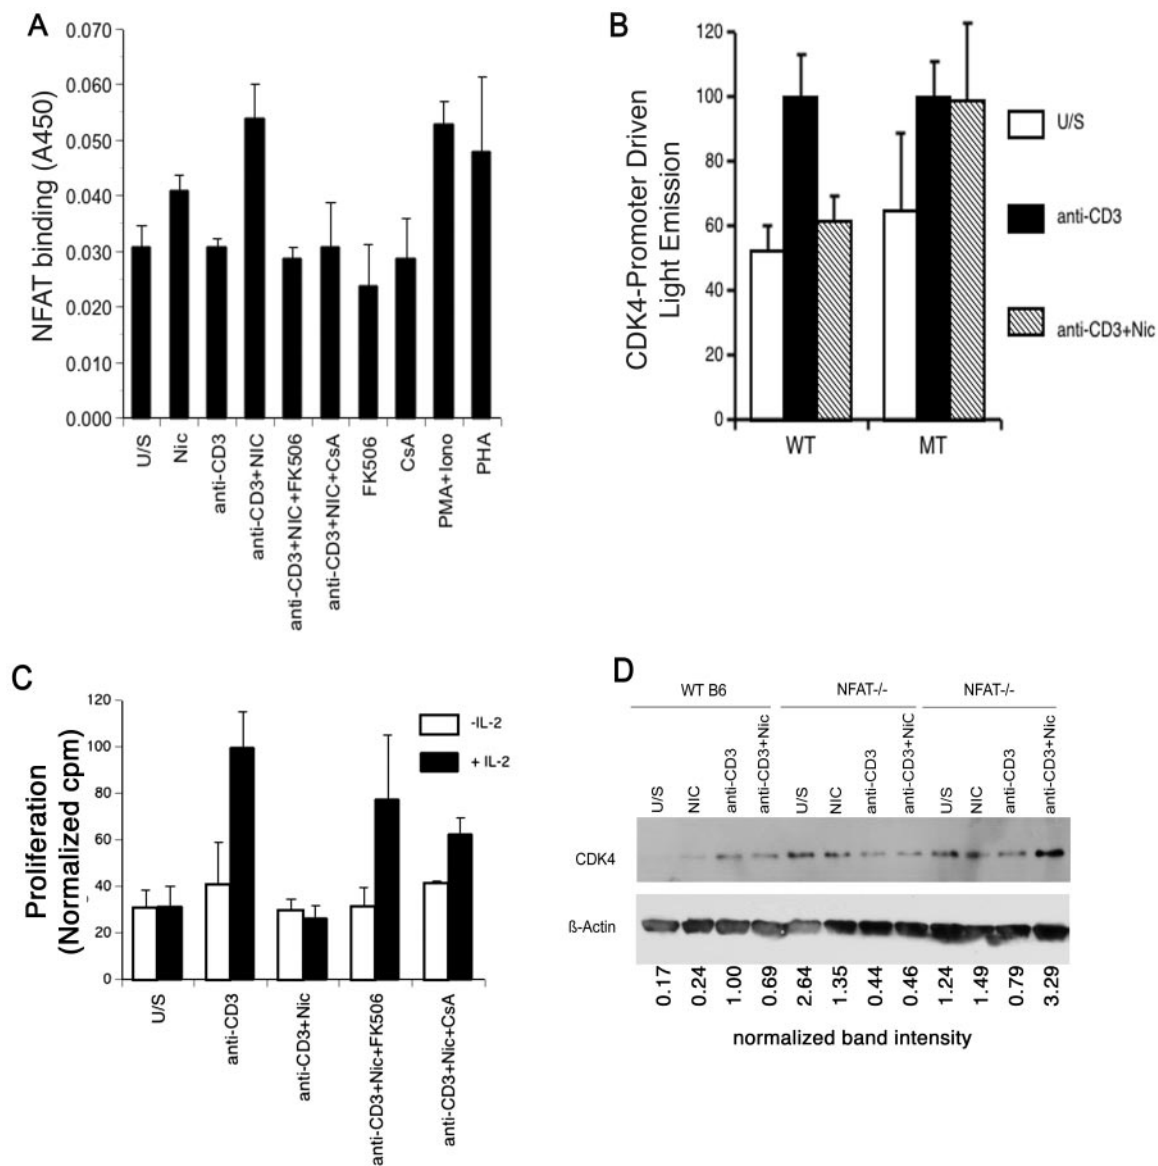 A
NFAT binding (A450)
0.070
0.060
0.050
0.040
0.030
0.020
0.010
0.000
U/S
Nic
anti-CD3
anti-CD3+NIC
anti-CD3+NIC+FK506
anti-CD3+NIC+CsA
FK506
CsA
PMA+Iono
PHA
B
CDK4-Promoter Driven
Light Emission
120
100
80
60
40
20
0
WT
MT
U/S
anti-CD3
anti-CD3+Nic
C
Proliferation
(Normalized cpm)
120
100
80
60
40
20
0
U/S
anti-CD3
anti-CD3+Nic
anti-CD3+Nic+FK506
anti-CD3+Nic+CsA
-IL-2
+ IL-2
D
WT B6 NFAT-/- NFAT-/-
U/S NIC anti-CD3 anti-CD3+Nic U/S NIC anti-CD3 anti-CD3+NiC U/S NIC anti-CD3 anti-CD3+Nic
CDK4
ß-Actin
0.17 0.24 1.00 0.69 2.64 1.35 0.44 0.46 1.24 1.49 0.79 3.29
normalized band intensity